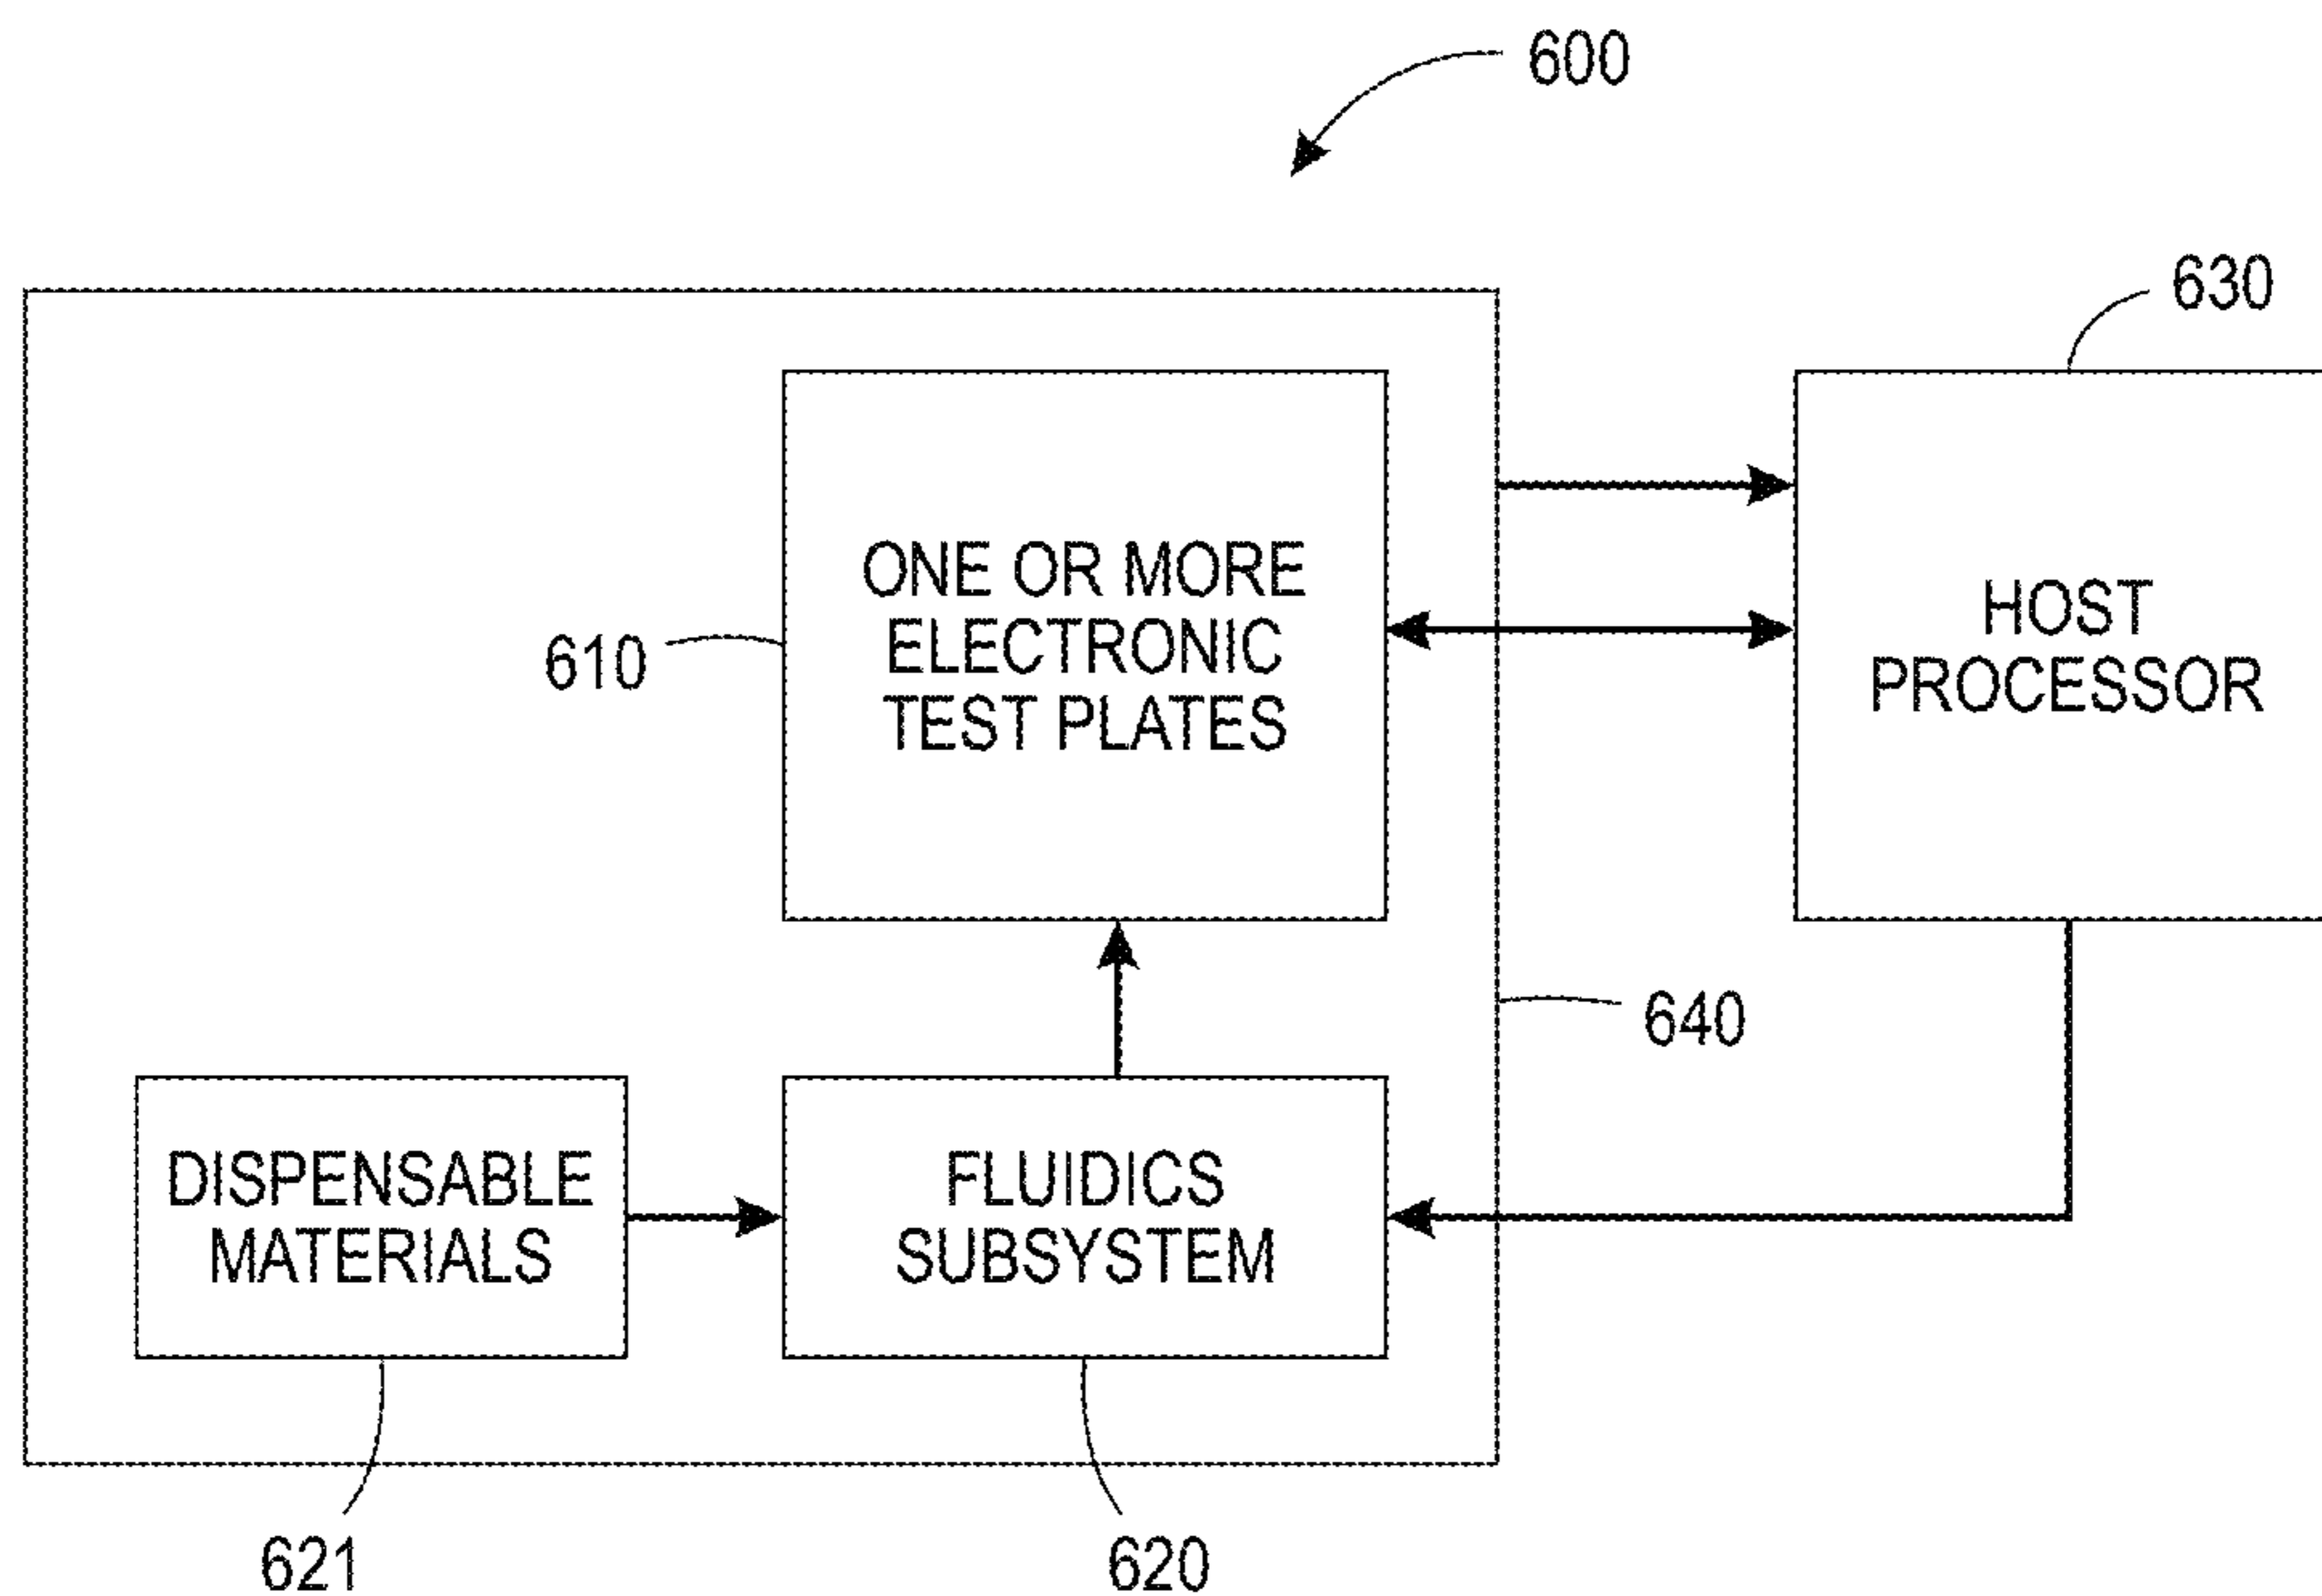 600
630
ONE OR MORE
ELECTRONIC
TEST PLATES
610
HOST
PROCESSOR
640
DISPENSABLE
MATERIALS
FLUIDICS
SUBSYSTEM
621
620